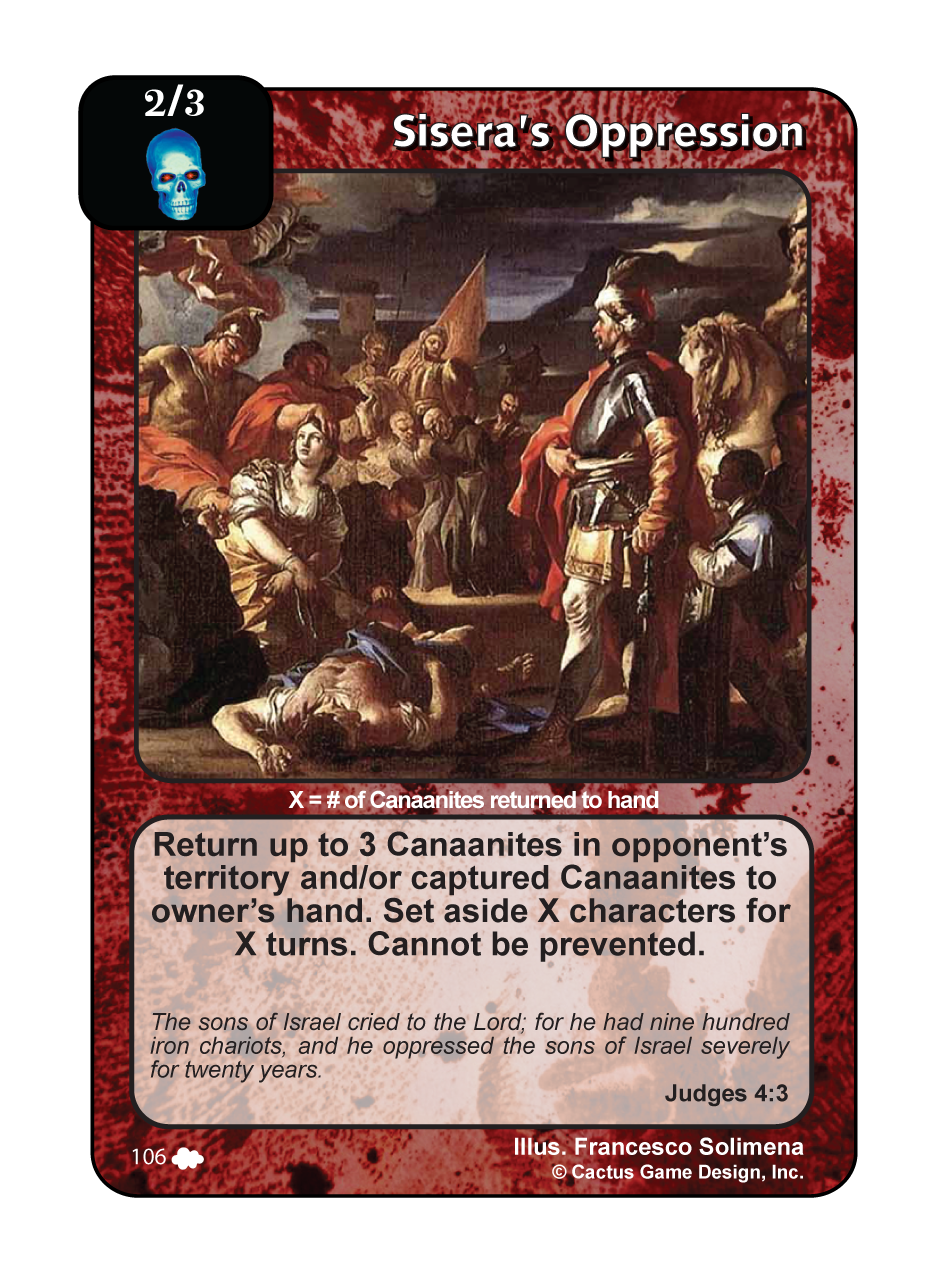 2/3
Sisera's Oppression
X = # of Canaanites returned to hand
Return up to 3 Canaanites in opponent's
territory and/or captured Canaanites to
owner's hand. Set aside X characters for
X turns. Cannot be prevented.
The sons of Israel cried to the Lord; for he had nine hundred
iron chariots, and he oppressed the sons of Israel severely
for twenty years.
Judges 4:3
106
Illus. Francesco Solimena
© Cactus Game Design, Inc.